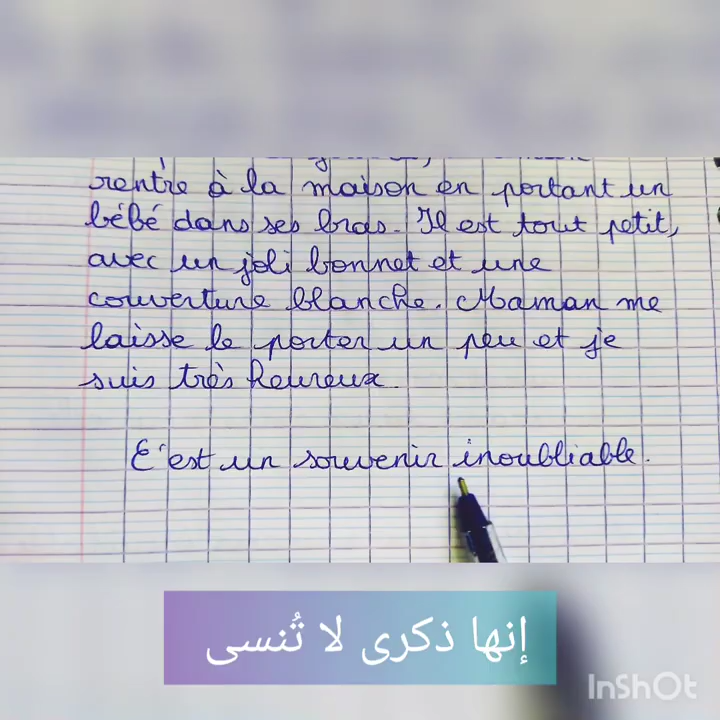 rentre à la maison en portant un
bébé dans ses bras. Il est tout petit,
avec un joli bonnet et une
couverture blanche. Maman me
laisse le porter un peu et je
suis très heureux.
C'est un souvenir inoubliable.
إنها ذكرى لا تُنسى
InShOt